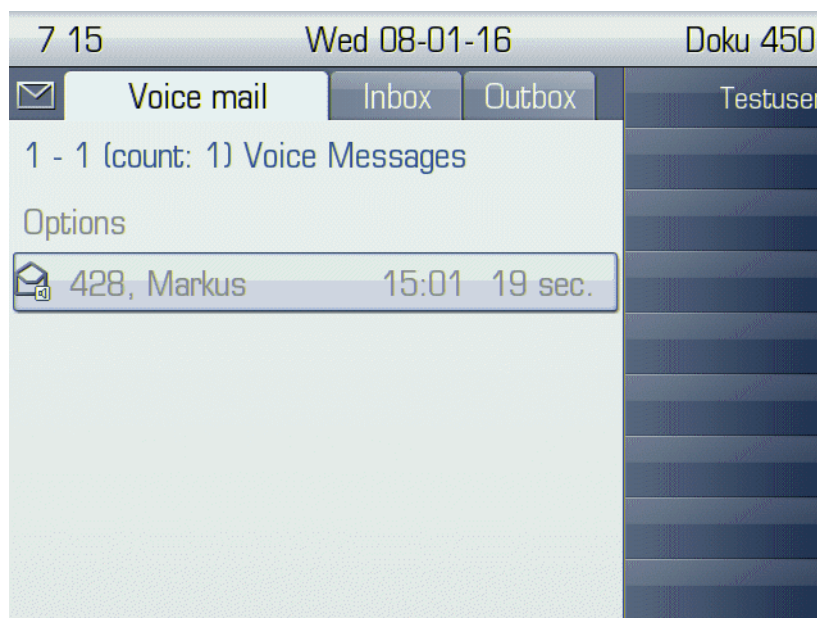 7 15 Wed 08-01-16 Doku 450
Voice mail Inbox Outbox
Testuser
1 - 1 (count: 1) Voice Messages
Options
428, Markus 15:01 19 sec.